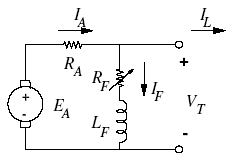 I_A
I_L
R_A
R_F
+
I_F
+
-
E_A
V_T
L_F
-